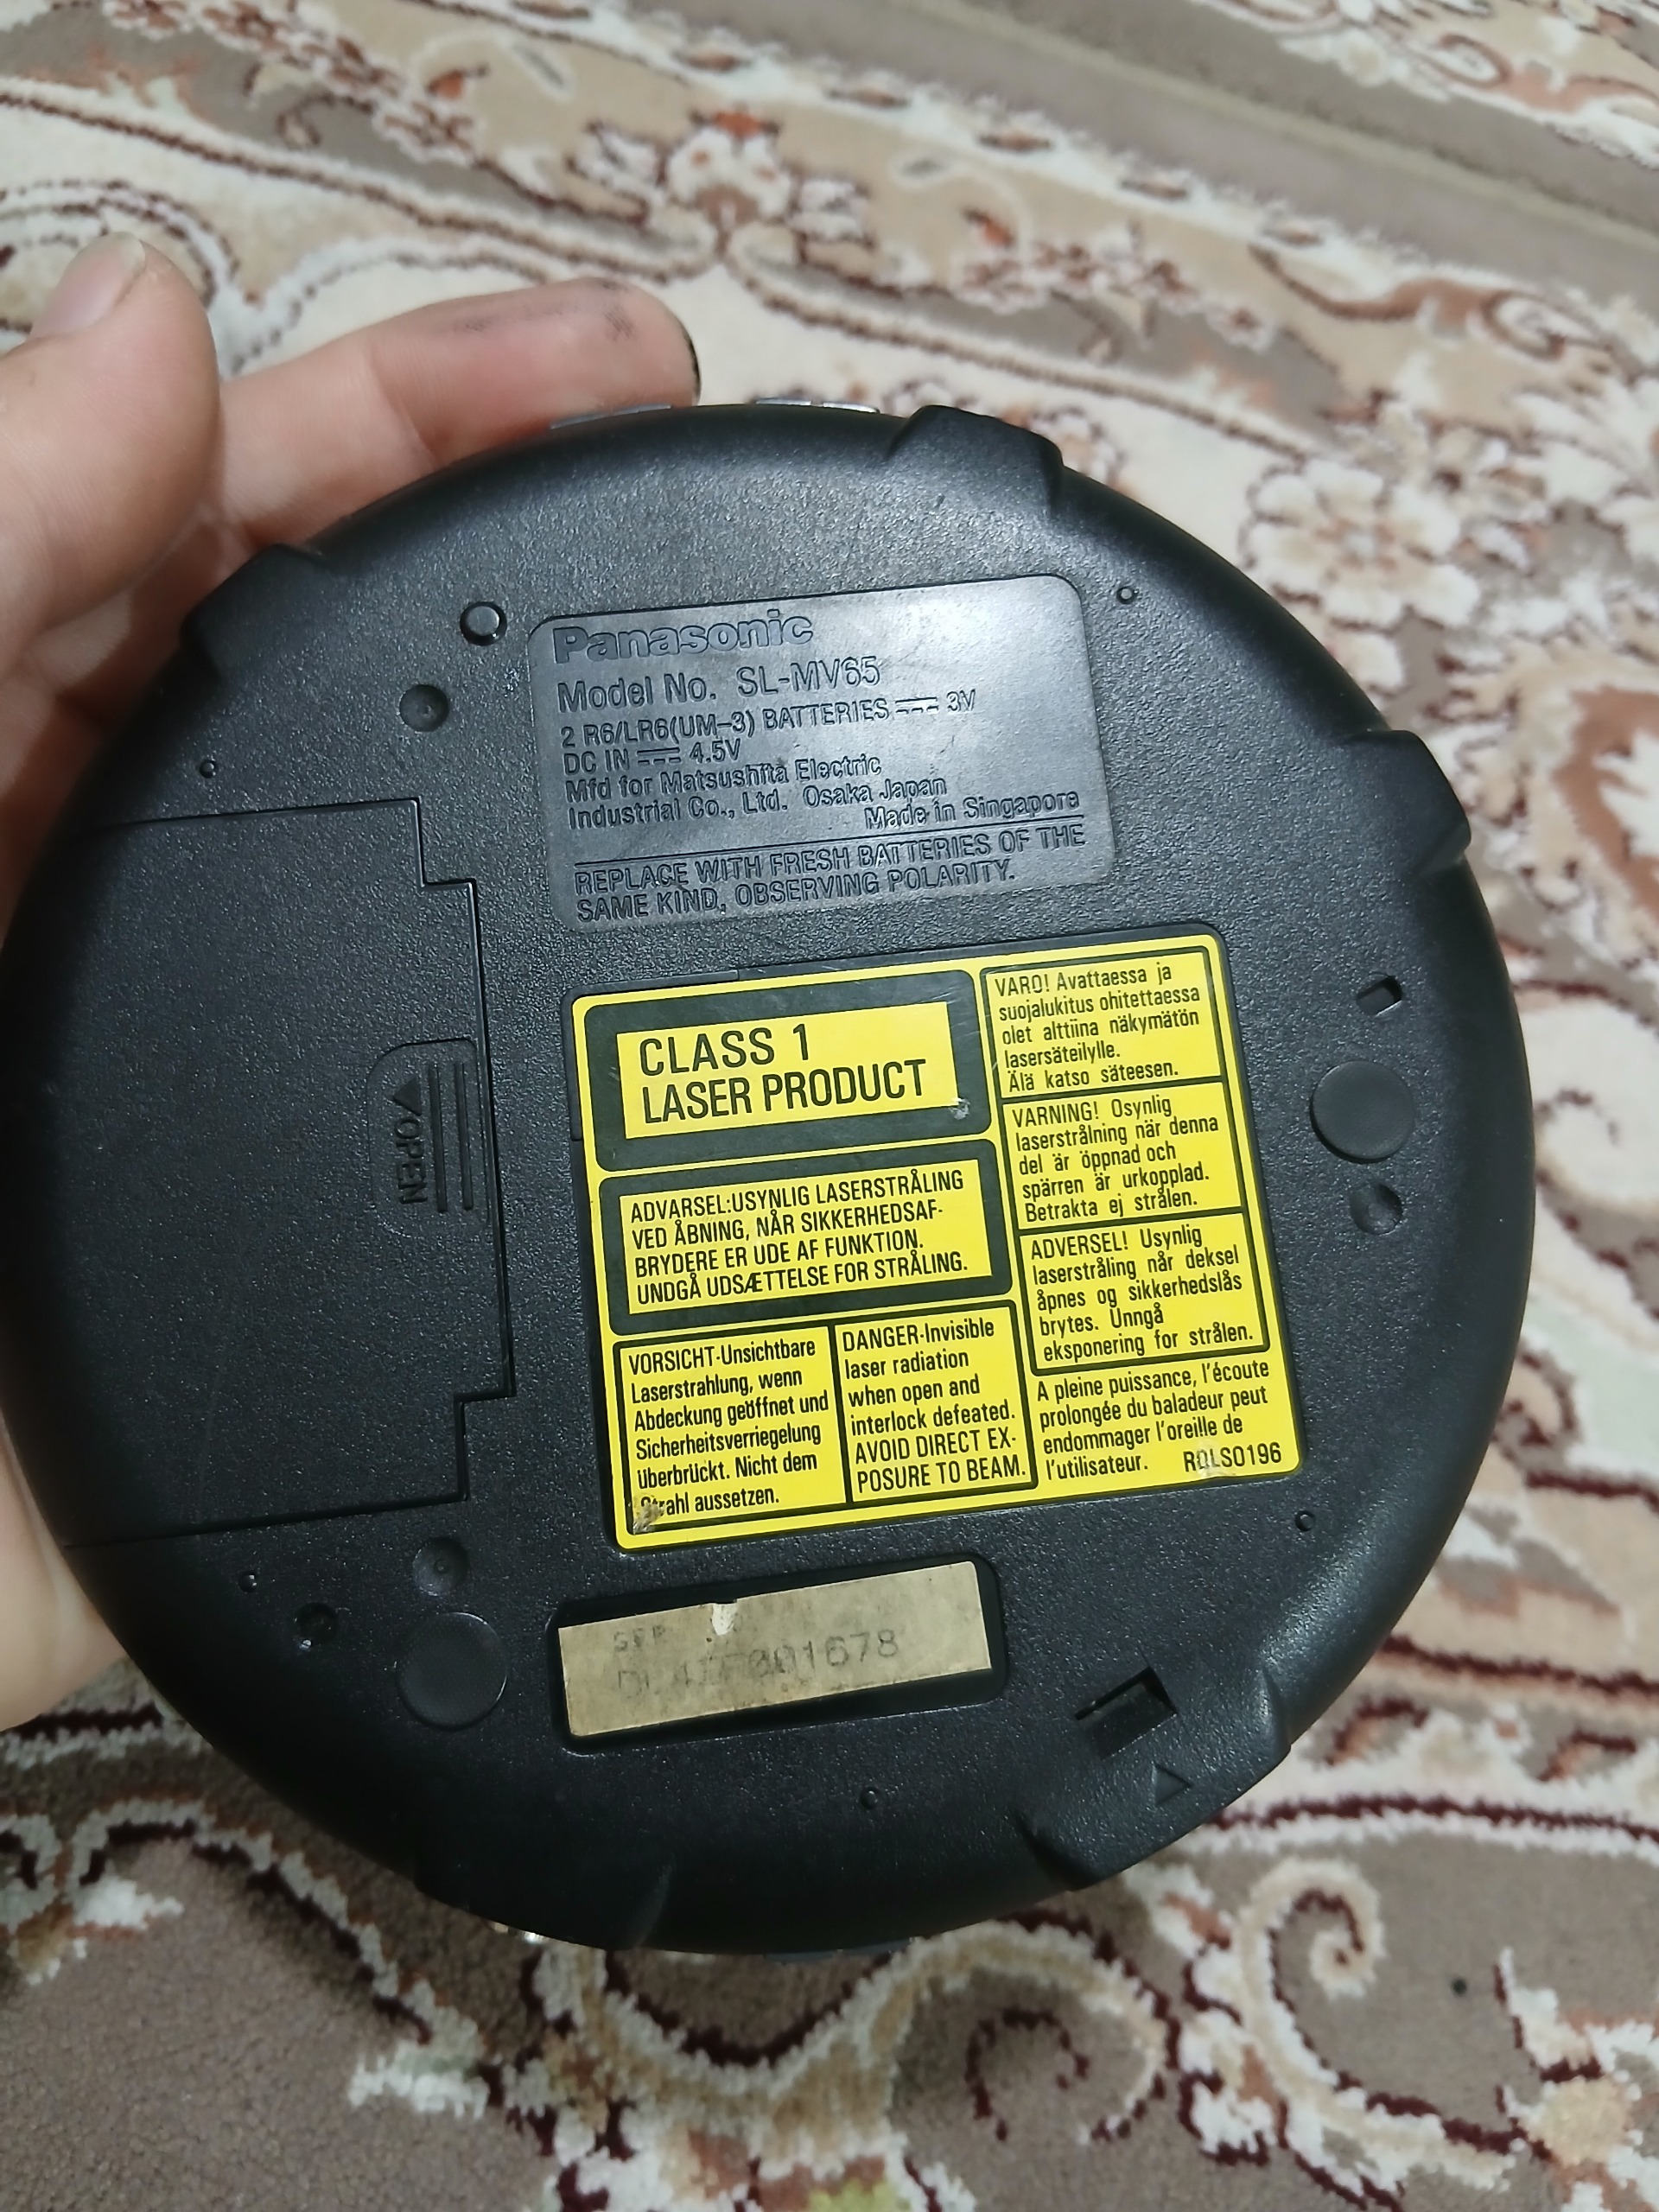 Panasonic
Model No. SL-MV65
2 R6/LR6(UM-3) BATTERIES ⎓ 3V
DC IN ⎓ 4.5V
Mfd for Matsushita Electric
Industrial Co., Ltd. Osaka Japan
Made in Singapore
REPLACE WITH FRESH BATTERIES OF THE
SAME KIND, OBSERVING POLARITY.
OPEN
CLASS 1
LASER PRODUCT
ADVARSEL:USYNLIG LASERSTRÅLING
VED ÅBNING, NÅR SIKKERHEDSAF-
BRYDERE ER UDE AF FUNKTION.
UNDGÅ UDSÆTTELSE FOR STRÅLING.
VORSICHT-Unsichtbare
Laserstrahlung, wenn
Abdeckung geöffnet und
Sicherheitsverriegelung
überbrückt. Nicht dem
Strahl aussetzen.
DANGER-Invisible
laser radiation
when open and
interlock defeated.
AVOID DIRECT EX-
POSURE TO BEAM.
VARO! Avattaessa ja
suojalukitus ohitettaessa
olet alttiina näkymätön
lasersäteilylle.
Älä katso säteesen.
VARNING! Osynlig
laserstrålning när denna
del är öppnad och
spärren är urkopplad.
Betrakta ej strålen.
ADVERSEL! Usynlig
laserstråling når deksel
åpnes og sikkerhedslås
brytes. Unngå
eksponering for strålen.
A pleine puissance, l'écoute
prolongée du baladeur peut
endommager l'oreille de
l'utilisateur. RQLS0196